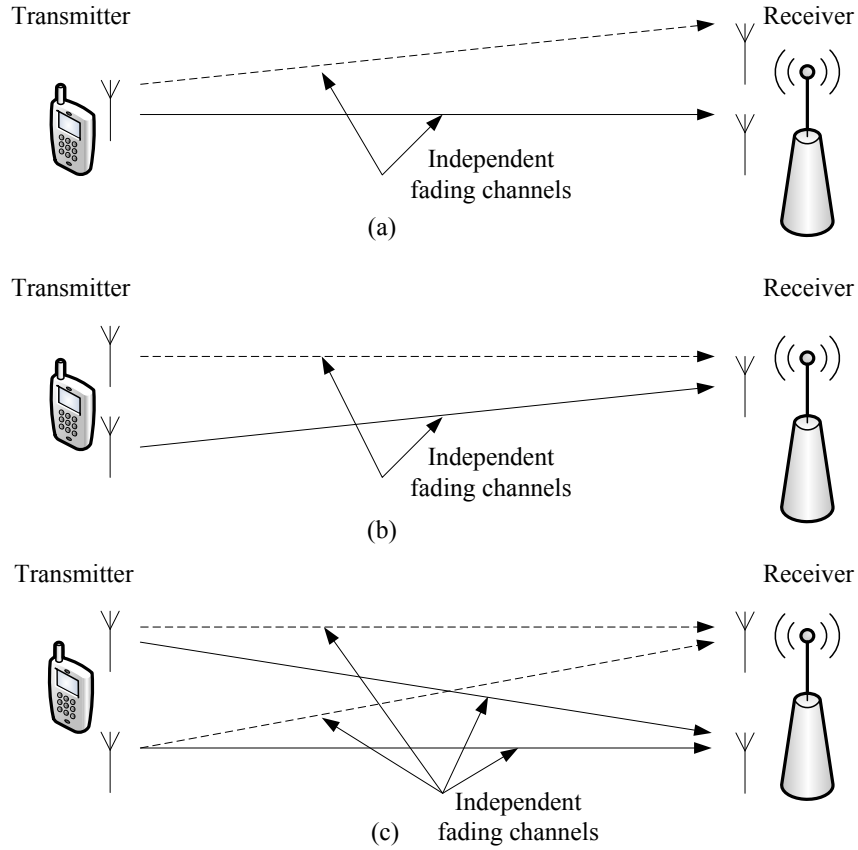 Transmitter
Receiver
Independent
fading channels
(a)
Transmitter
Receiver
Independent
fading channels
(b)
Transmitter
Receiver
Independent
fading channels
(c)